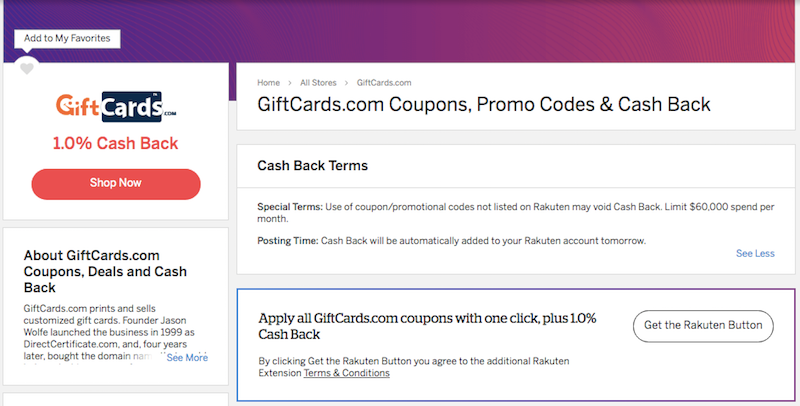 Add to My Favorites
GiftCards.COM
1.0% Cash Back
Shop Now
About GiftCards.com
Coupons, Deals and Cash
Back
GiftCards.com prints and sells
customized gift cards. Founder Jason
Wolfe launched the business in 1999 as
DirectCertificate.com, and, four years
later, bought the domain
See More
Home > All Stores > GiftCards.com
GiftCards.com Coupons, Promo Codes & Cash Back
Cash Back Terms
Special Terms: Use of coupon/promotional codes not listed on Rakuten may void Cash Back. Limit $60,000 spend per
month.
Posting Time: Cash Back will be automatically added to your Rakuten account tomorrow.
See Less
Apply all GiftCards.com coupons with one click, plus 1.0%
Cash Back
Get the Rakuten Button
By clicking Get the Rakuten Button you agree to the additional Rakuten
Extension Terms & Conditions